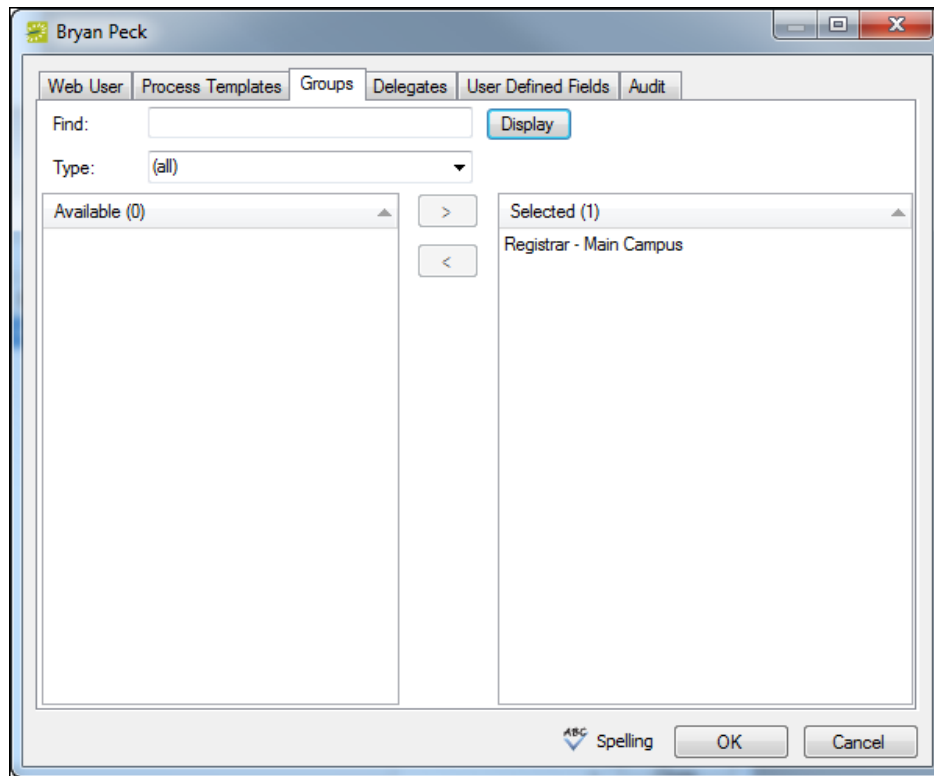 Bryan Peck
Web User Process Templates Groups Delegates User Defined Fields Audit
Find: Display
Type: (all)
Available (0) > Selected (1)
Registrar - Main Campus
<
ABC Spelling OK Cancel